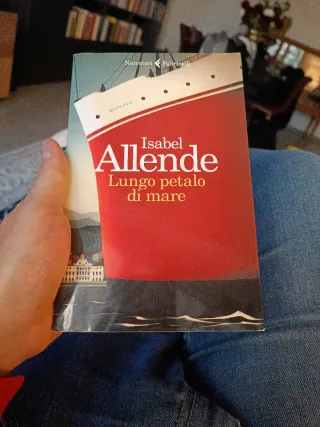 Narratori Feltrinelli
Isabel
Allende
Lungo petalo
di mare